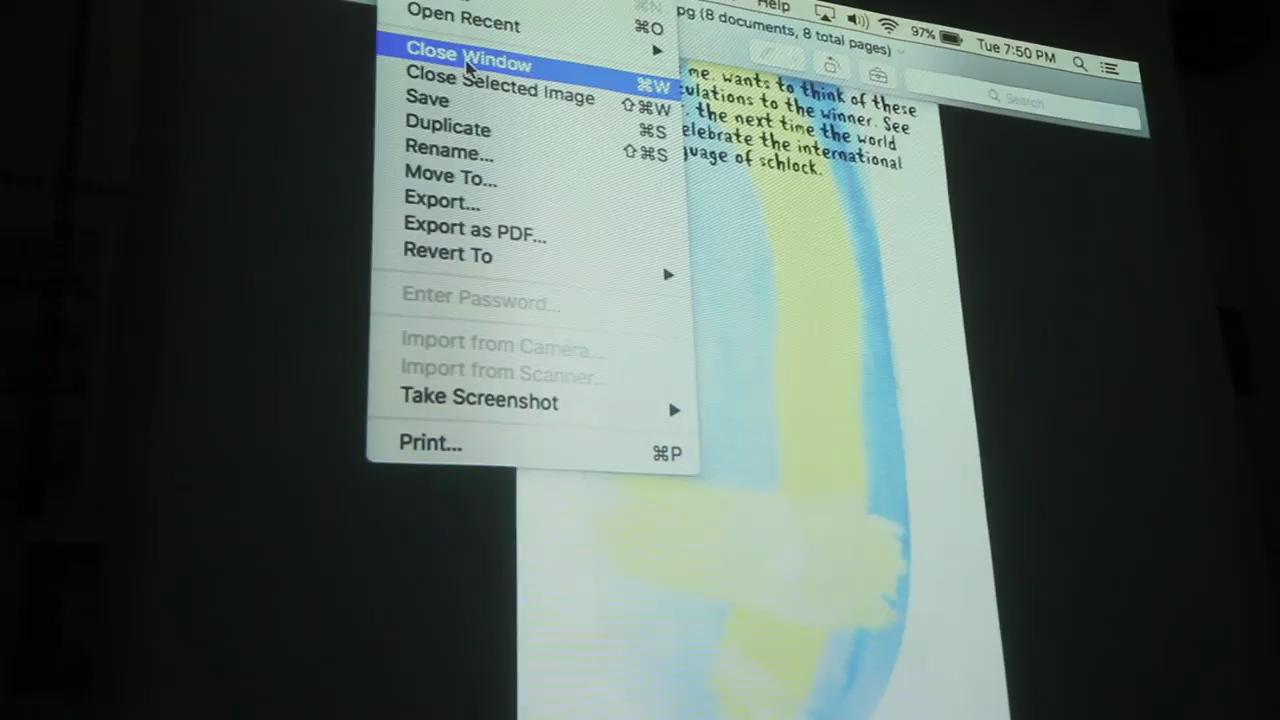 Help
97%
Tue 7:50 PM
pg (8 documents, 8 total pages)
Search
⌘N
Open Recent
⌘O
Close Window
⌘W
Close Selected Image
⇧⌘W
Save
⌘S
Duplicate
⇧⌘S
Rename...
Move To...
Export...
Export as PDF...
Revert To
Enter Password...
Import from Camera...
Import from Scanner...
Take Screenshot
Print...
⌘P
me. wants to think of these
ulations to the winner. See
the next time the world
elebrate the international
uage of schlock.